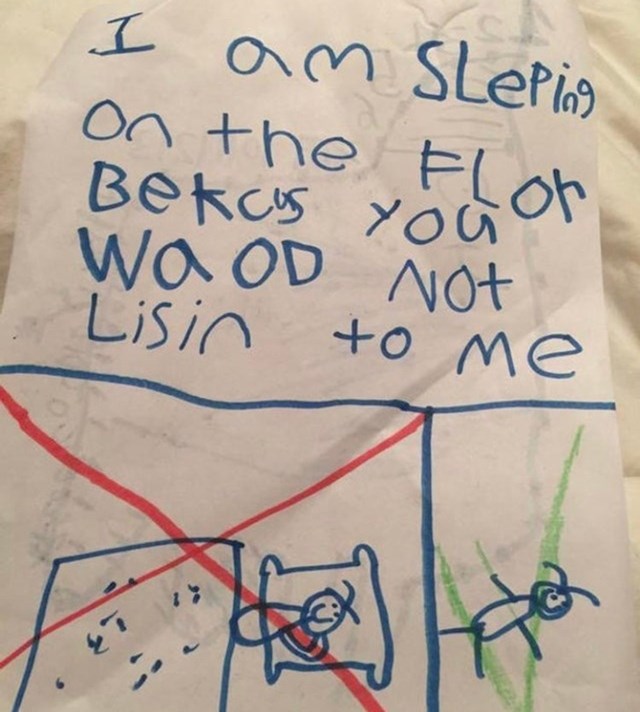 I am SLePing
On the FLOr
BeKcus YOU
WaOD NOt
Lisin to me